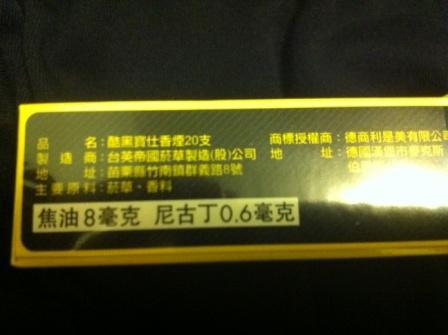 品 名：酷黑寶仕香煙20支
製造商：台英帝國菸草製造(股)公司
地 址：苗栗縣竹南鎮群義路8號
主要原料：菸草、香料
焦油8毫克 尼古丁0.6毫克
商標授權商：德商利是美有限公司
地 址：德國漢堡市麥克斯
伯